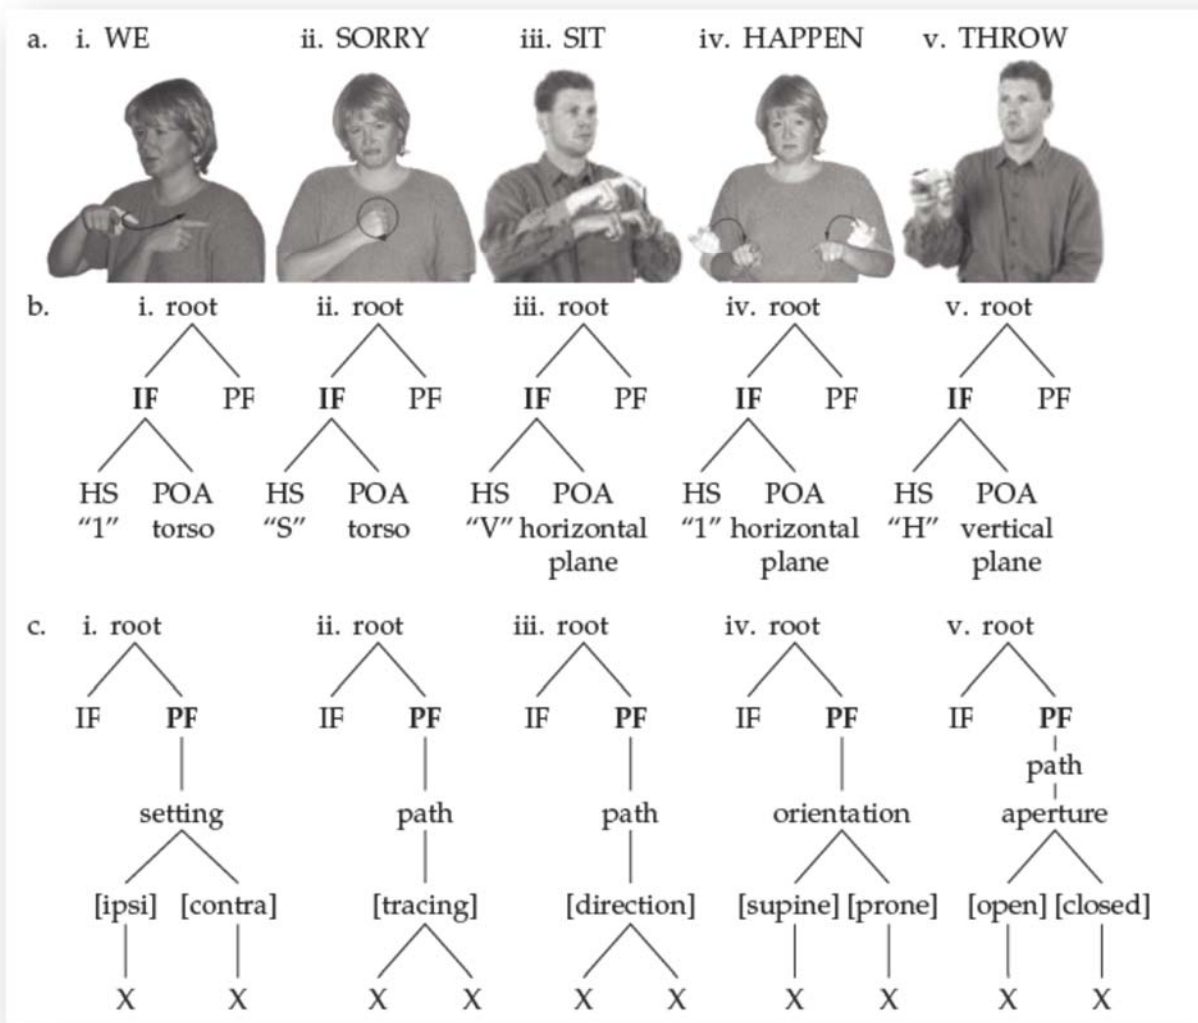 a. i. WE ii. SORRY iii. SIT iv. HAPPEN v. THROW
b. i. root ii. root iii. root iv. root v. root
IF PF IF PF IF PF IF PF IF PF
HS POA HS POA HS POA HS POA HS POA
“1” torso “S” torso “V” horizontal “1” horizontal “H” vertical
plane plane plane
c. i. root ii. root iii. root iv. root v. root
IF PF IF PF IF PF IF PF IF PF
path
setting path path orientation aperture
[ipsi] [contra] [tracing] [direction] [supine] [prone] [open] [closed]
X X X X X X X X X X